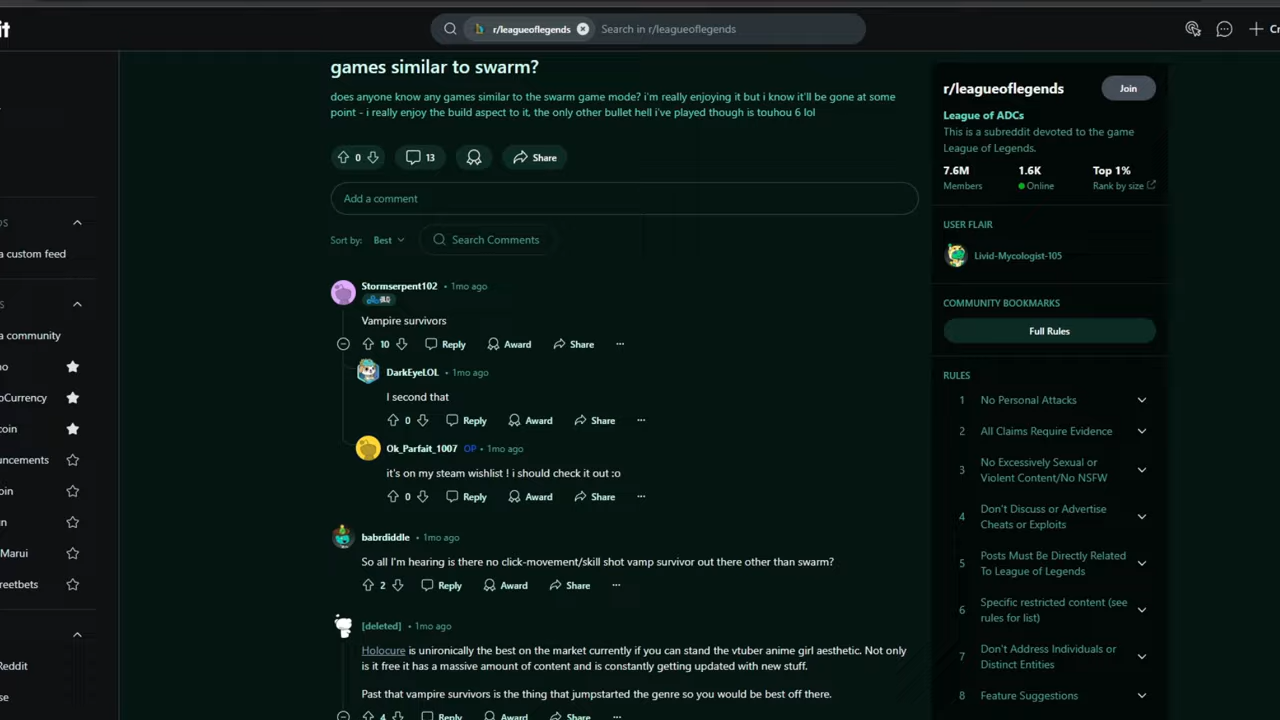 it
r/leagueoflegends
Search in r/leagueoflegends
games similar to swarm?
does anyone know any games similar to the swarm game mode? i'm really enjoying it but i know it'll be gone at some
point - i really enjoy the build aspect to it, the only other bullet hell i've played though is touhou 6 lol
0
13
Share
Add a comment
Sort by: Best
Search Comments
Stormserpent102 • 1mo ago
Vampire survivors
10 Reply Award Share ...
DarkEyeLOL • 1mo ago
I second that
0 Reply Award Share ...
Ok_Parfait_1007 OP • 1mo ago
it's on my steam wishlist ! i should check it out :o
0 Reply Award Share ...
babrdiddle • 1mo ago
So all I'm hearing is there no click-movement/skill shot vamp survivor out there other than swarm?
2 Reply Award Share ...
[deleted] • 1mo ago
Holocure is unironically the best on the market currently if you can stand the vtuber anime girl aesthetic. Not only
is it free it has a massive amount of content and is constantly getting updated with new stuff.
Past that vampire survivors is the thing that jumpstarted the genre so you would be best off there.
4 Reply Award Share ...
r/leagueoflegends
Join
League of ADCs
This is a subreddit devoted to the game
League of Legends.
7.6M 1.6K Top 1%
Members Online Rank by size
USER FLAIR
Livid-Mycologist-105
COMMUNITY BOOKMARKS
Full Rules
RULES
1 No Personal Attacks
2 All Claims Require Evidence
3 No Excessively Sexual or
Violent Content/No NSFW
4 Don't Discuss or Advertise
Cheats or Exploits
5 Posts Must Be Directly Related
To League of Legends
6 Specific restricted content (see
rules for list)
7 Don't Address Individuals or
Distinct Entities
8 Feature Suggestions
DS
a custom feed
S
a community
no
oCurrency
coin
uncements
oin
n
Marui
reetbets
Reddit
se
Cr